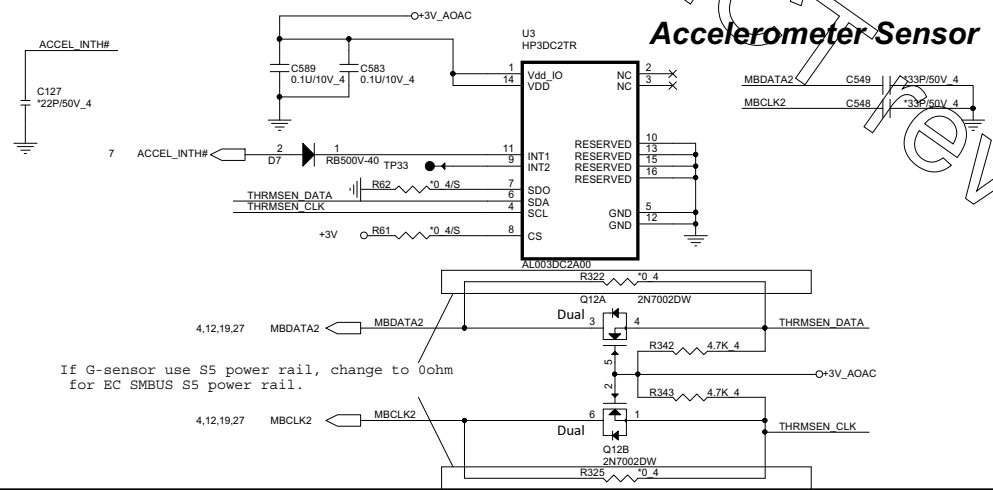 +3V_AOAC
U3
HP3DC2TR
Accelerometer Sensor
ACCEL_INTH#
C127
*22P/50V_4
C589
0.1U/10V_4
C583
0.1U/10V_4
1 Vdd_IO
14 VDD
2 NC
3 NC
MBDATA2 C549 *33P/50V_4
MBCLK2 C548 *33P/50V_4
7 ACCEL_INTH# 2 D7 1 RB500V-40
11 INT1
TP33 9 INT2
RESERVED 10
RESERVED 13
RESERVED 15
RESERVED 16
R62 *0_4/S 7 SDO
THRMSEN_DATA 6 SDA
THRMSEN_CLK 4 SCL
GND 5
GND 12
+3V R61 *0_4/S 8 CS
AL003DC2A00
R322 *0_4
Q12A 2N7002DW
Dual 3 4
4,12,19,27 MBDATA2 MBDATA2 THRMSEN_DATA
R342 4.7K_4
5
If G-sensor use S5 power rail, change to 0ohm
for EC SMBUS S5 power rail.
+3V_AOAC
2
R343 4.7K_4
4,12,19,27 MBCLK2 MBCLK2 6 1 THRMSEN_CLK
Dual
Q12B
2N7002DW
R325 *0_4
rev